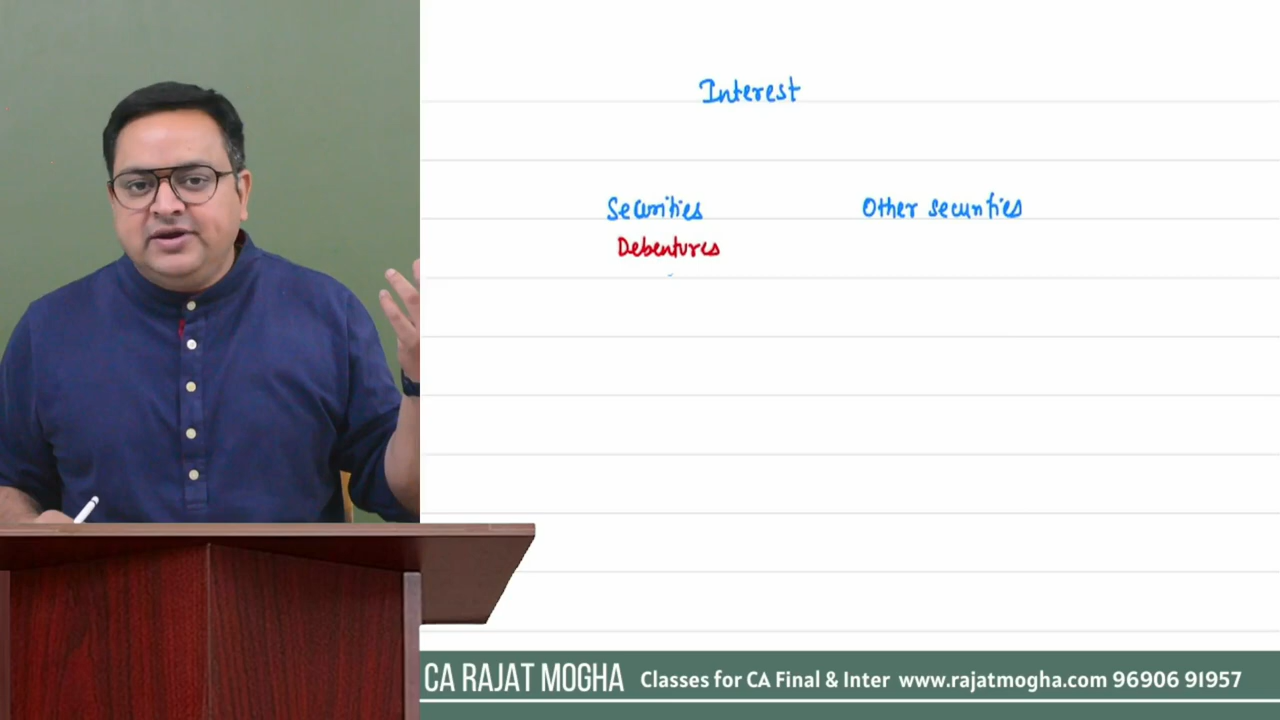 Interest
Securities Other securities
Debentures
CA RAJAT MOGHA Classes for CA Final & Inter www.rajatmogha.com 96906 91957